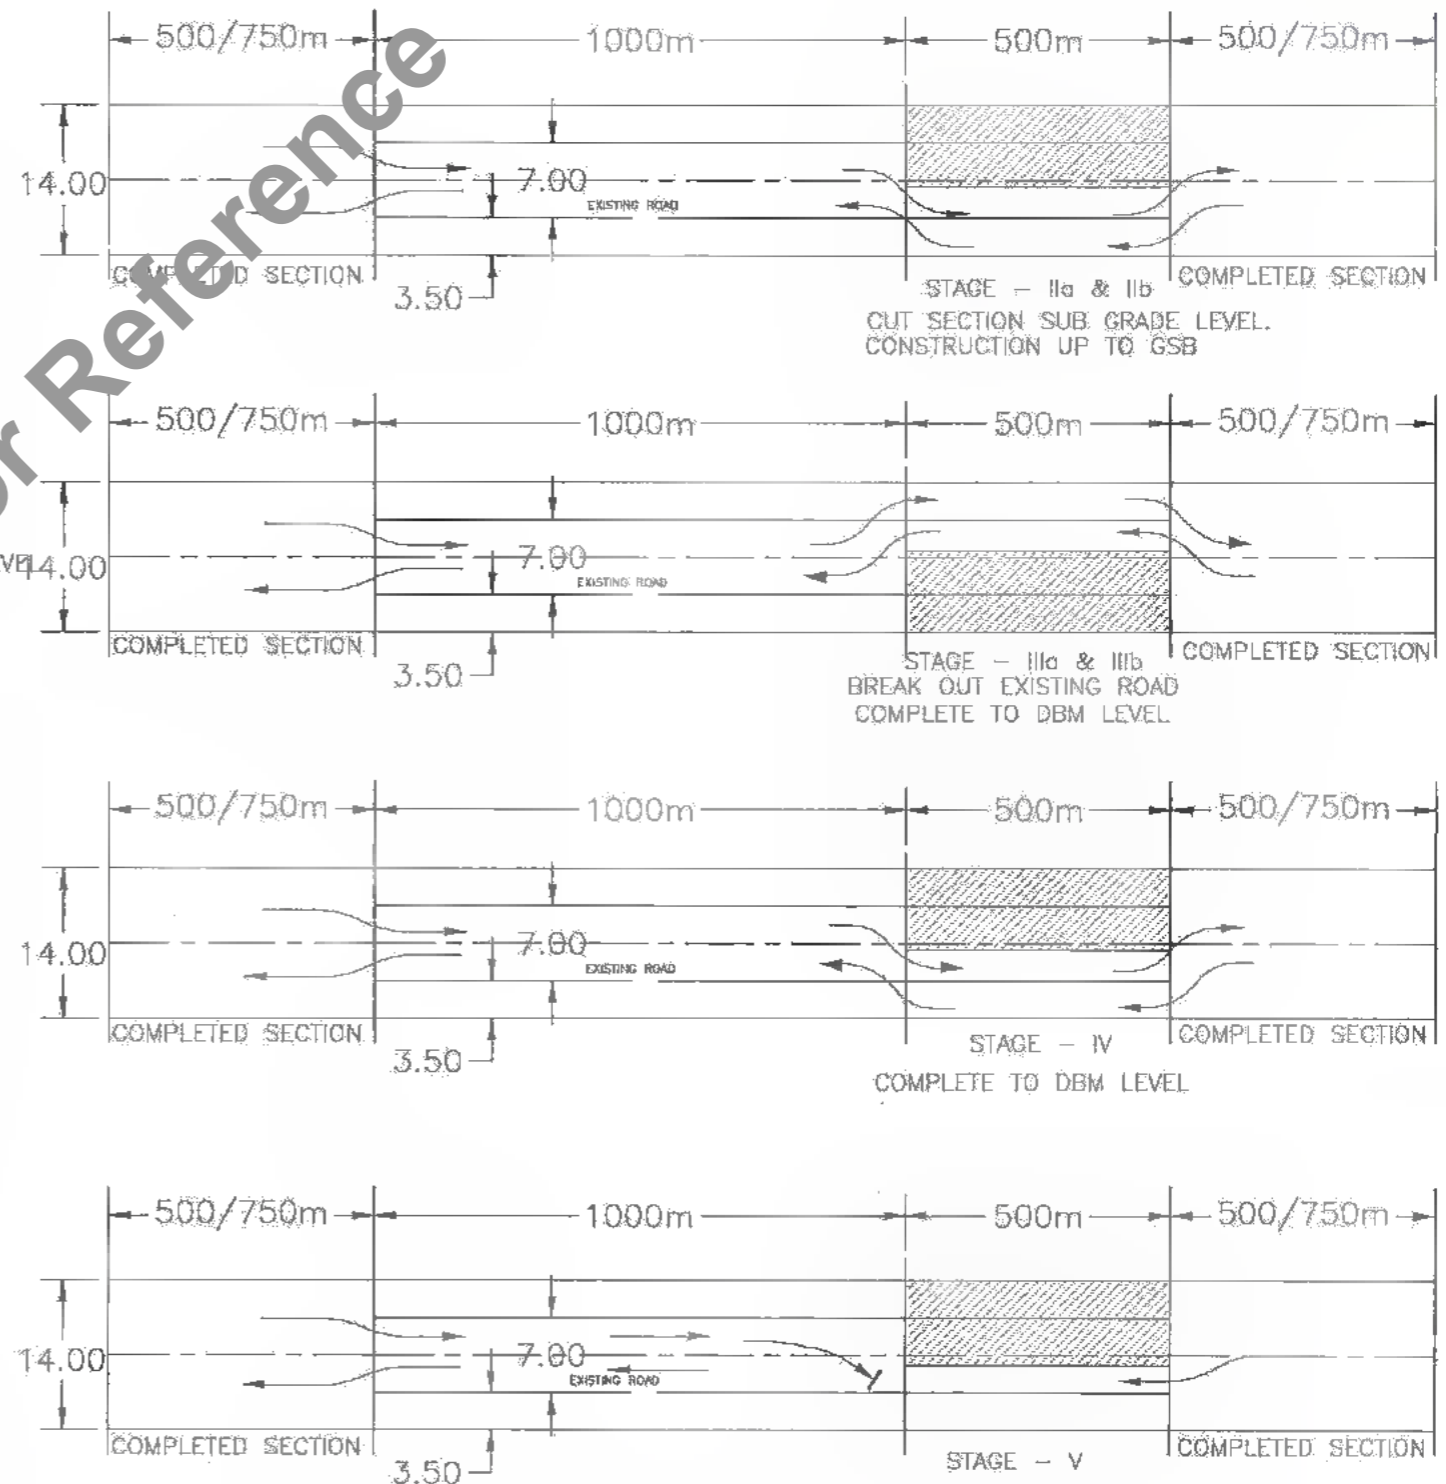 500/750m 1000m 500m 500/750m
14.00 7.00
EXISTING ROAD
COMPLETED SECTION 3.50 STAGE - IIa & IIb COMPLETED SECTION
CUT SECTION SUB GRADE LEVEL.
CONSTRUCTION UP TO GSB
or Reference
500/750m 1000m 500m 500/750m
14.00 7.00
EXISTING ROAD
COMPLETED SECTION 3.50 STAGE - IIIa & IIIb COMPLETED SECTION
BREAK OUT EXISTING ROAD
COMPLETE TO DBM LEVEL
500/750m 1000m 500m 500/750m
14.00 7.00
EXISTING ROAD
COMPLETED SECTION 3.50 STAGE - IV COMPLETED SECTION
COMPLETE TO DBM LEVEL
500/750m 1000m 500m 500/750m
14.00 7.00
EXISTING ROAD
COMPLETED SECTION 3.50 STAGE - V COMPLETED SECTION